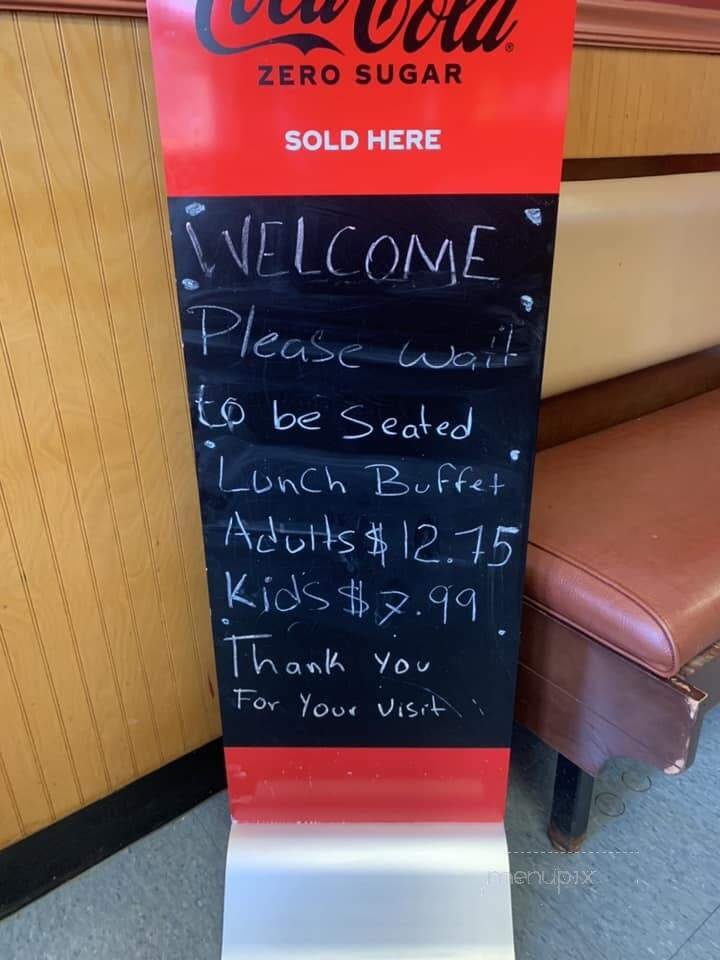 Coca-Cola®
ZERO SUGAR
SOLD HERE
WELCOME
Please wait
to be Seated
Lunch Buffet
Adults $12.75
Kids $7.99
Thank you
For Your Visit
menupix